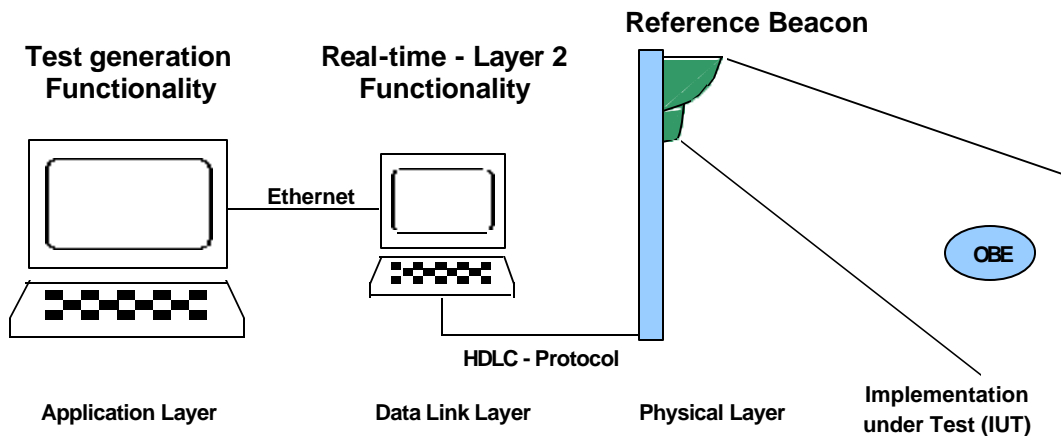 Reference Beacon
Test generation
Functionality
Real-time - Layer 2
Functionality
Ethernet
OBE
HDLC - Protocol
Application Layer
Data Link Layer
Physical Layer
Implementation
under Test (IUT)